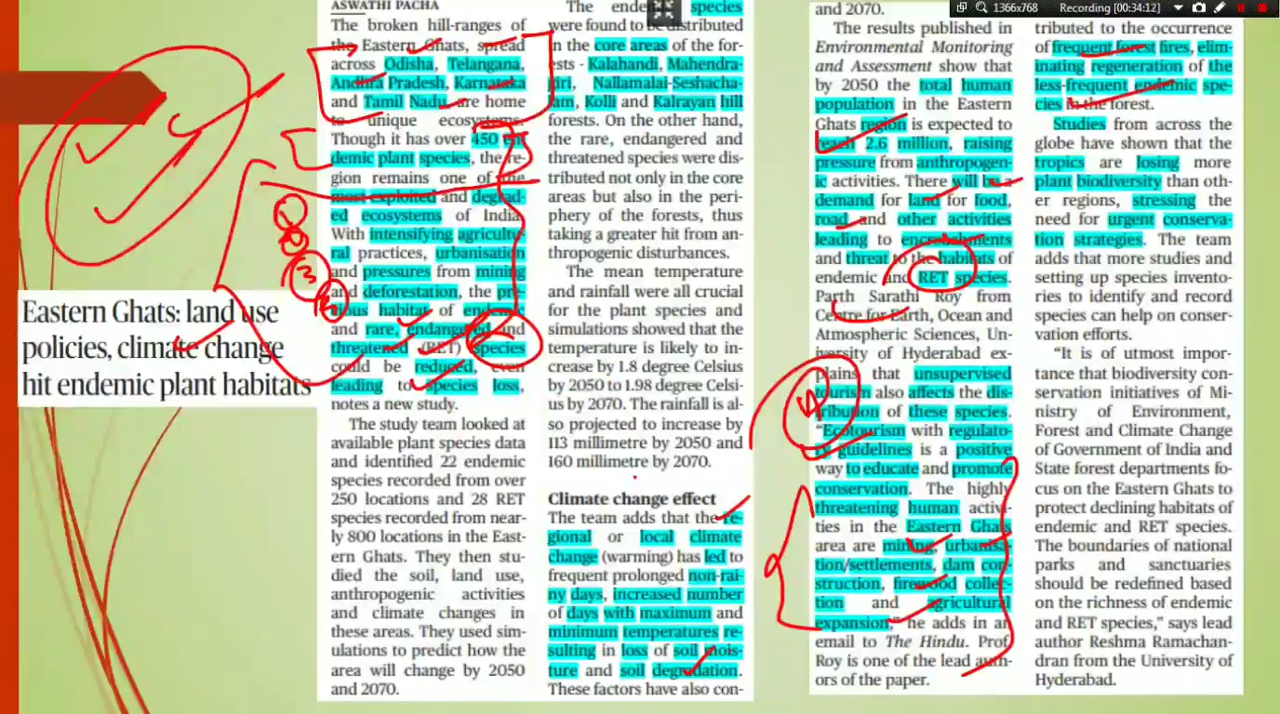 1366x768
Recording [00:34:12]
Eastern Ghats: land use
policies, climate change
hit endemic plant habitats
ASWATHI PACHA
The broken hill-ranges of
the Eastern Ghats, spread
across Odisha, Telangana,
Andhra Pradesh, Karnataka
and Tamil Nadu, are home
to unique ecosystems.
Though it has over 450 en-
demic plant species, the re-
gion remains one of the
most exploited and degrad-
ed ecosystems of India.
With intensifying agricultu-
ral practices, urbanisation
and pressures from mining
and deforestation, the pre-
cious habitat of endemic
and rare, endangered and
threatened (RET) species
could be reduced, even
leading to species loss,
notes a new study.
The study team looked at
available plant species data
and identified 22 endemic
species recorded from over
250 locations and 28 RET
species recorded from near-
ly 800 locations in the East-
ern Ghats. They then stu-
died the soil, land use,
anthropogenic activities
and climate changes in
these areas. They used sim-
ulations to predict how the
area will change by 2050
and 2070.
The endemic species
were found to be distributed
in the core areas of the for-
ests - Kalahandi, Mahendra-
giri, Nallamalai-Seshacha-
lam, Kolli and Kalrayan hill
forests. On the other hand,
the rare, endangered and
threatened species were dis-
tributed not only in the core
areas but also in the peri-
phery of the forests, thus
taking a greater hit from an-
thropogenic disturbances.
The mean temperature
and rainfall were all crucial
for the plant species and
simulations showed that the
temperature is likely to in-
crease by 1.8 degree Celsius
by 2050 to 1.98 degree Celsi-
us by 2070. The rainfall is al-
so projected to increase by
113 millimetre by 2050 and
160 millimetre by 2070.
Climate change effect
The team adds that the re-
gional or local climate
change (warming) has led to
frequent prolonged non-rai-
ny days, increased number
of days with maximum and
minimum temperatures re-
sulting in loss of soil mois-
ture and soil degradation.
These factors have also con-
and 2070.
The results published in
Environmental Monitoring
and Assessment show that
by 2050 the total human
population in the Eastern
Ghats region is expected to
reach 2.6 million, raising
pressure from anthropogen-
ic activities. There will be a
demand for land for food,
road and other activities
leading to encroachments
and threat to the habitats of
endemic and RET species.
Parth Sarathi Roy from
Centre for Earth, Ocean and
Atmospheric Sciences, Un-
iversity of Hyderabad ex-
plains that unsupervised
tourism also affects the dis-
tribution of these species.
“Ecotourism with regulato-
ry guidelines is a positive
way to educate and promote
conservation. The highly
threatening human activi-
ties in the Eastern Ghats
area are mining, urbanisa-
tion/settlements, dam con-
struction, firewood collec-
tion and agricultural
expansion,” he adds in an
email to The Hindu. Prof.
Roy is one of the lead auth-
ors of the paper.
tributed to the occurrence
of frequent forest fires, elim-
inating regeneration of the
less-frequent endemic spe-
cies in the forest.
Studies from across the
globe have shown that the
tropics are losing more
plant biodiversity than oth-
er regions, stressing the
need for urgent conserva-
tion strategies. The team
adds that more studies and
setting up species invento-
ries to identify and record
species can help on conser-
vation efforts.
“It is of utmost impor-
tance that biodiversity con-
servation initiatives of Mi-
nistry of Environment,
Forest and Climate Change
of Government of India and
State forest departments fo-
cus on the Eastern Ghats to
protect declining habitats of
endemic and RET species.
The boundaries of national
parks and sanctuaries
should be redefined based
on the richness of endemic
and RET species,” says lead
author Reshma Ramachan-
dran from the University of
Hyderabad.